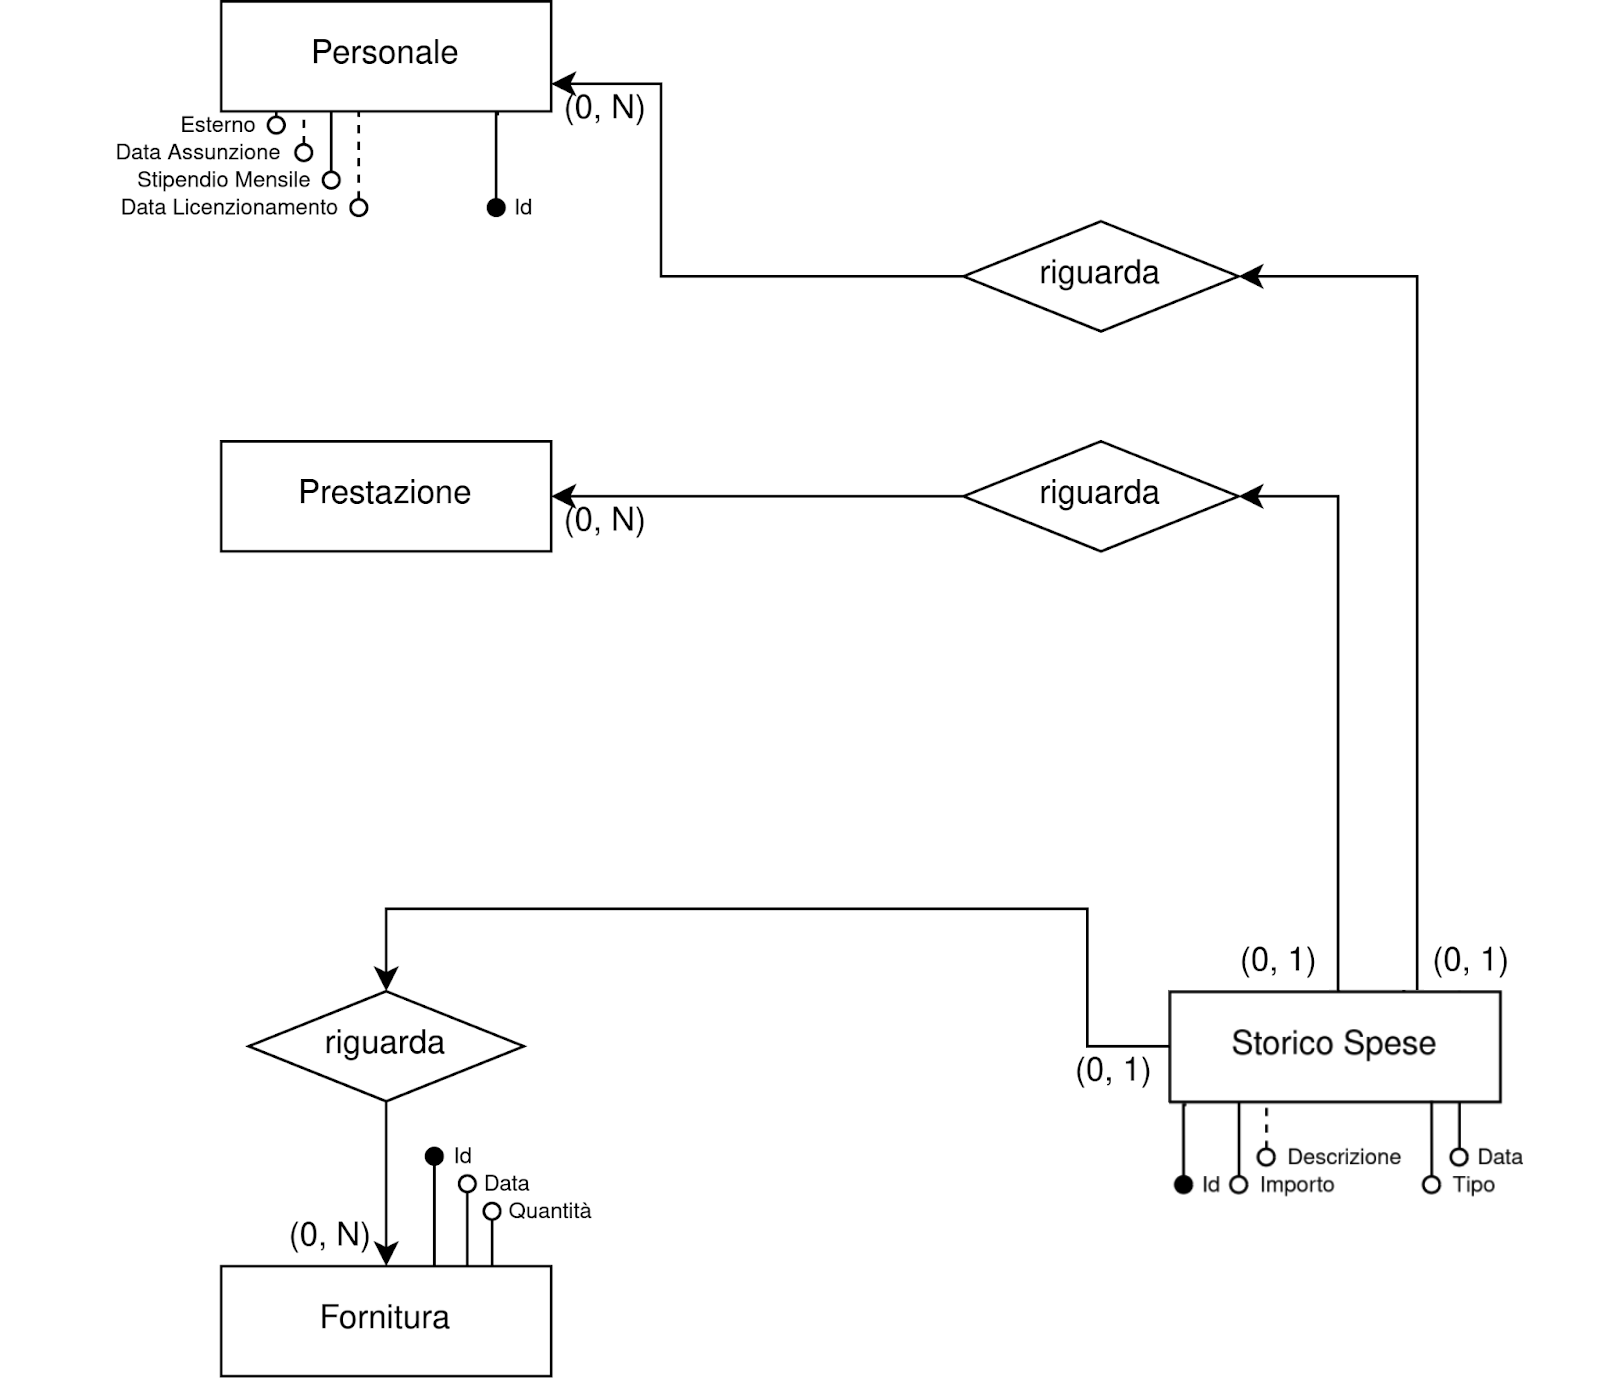 Personale
(0, N)
Esterno
Data Assunzione
Stipendio Mensile
Data Licenzionamento
Id
riguarda
Prestazione
(0, N)
riguarda
(0, 1)
(0, 1)
riguarda
Storico Spese
(0, 1)
Id
Data
Quantità
(0, N)
Descrizione
Data
Id
Importo
Tipo
Fornitura